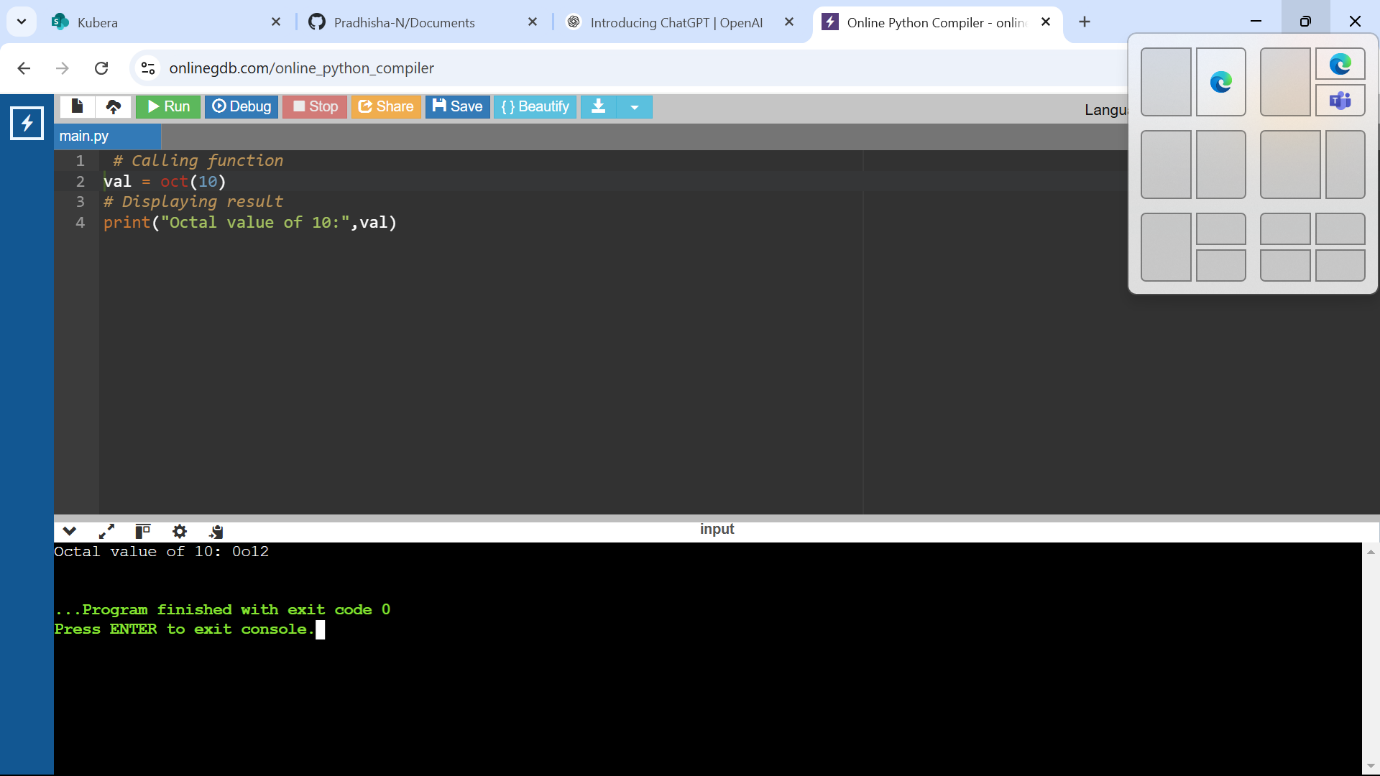 Kubera
Pradhisha-N/Documents
Introducing ChatGPT | OpenAI
Online Python Compiler - onlin
onlinegdb.com/online_python_compiler
Run
Debug
Stop
Share
Save
{ } Beautify
Langu
main.py
1 # Calling function
2 val = oct(10)
3 # Displaying result
4 print("Octal value of 10:",val)
input
Octal value of 10: 0o12
...Program finished with exit code 0
Press ENTER to exit console.